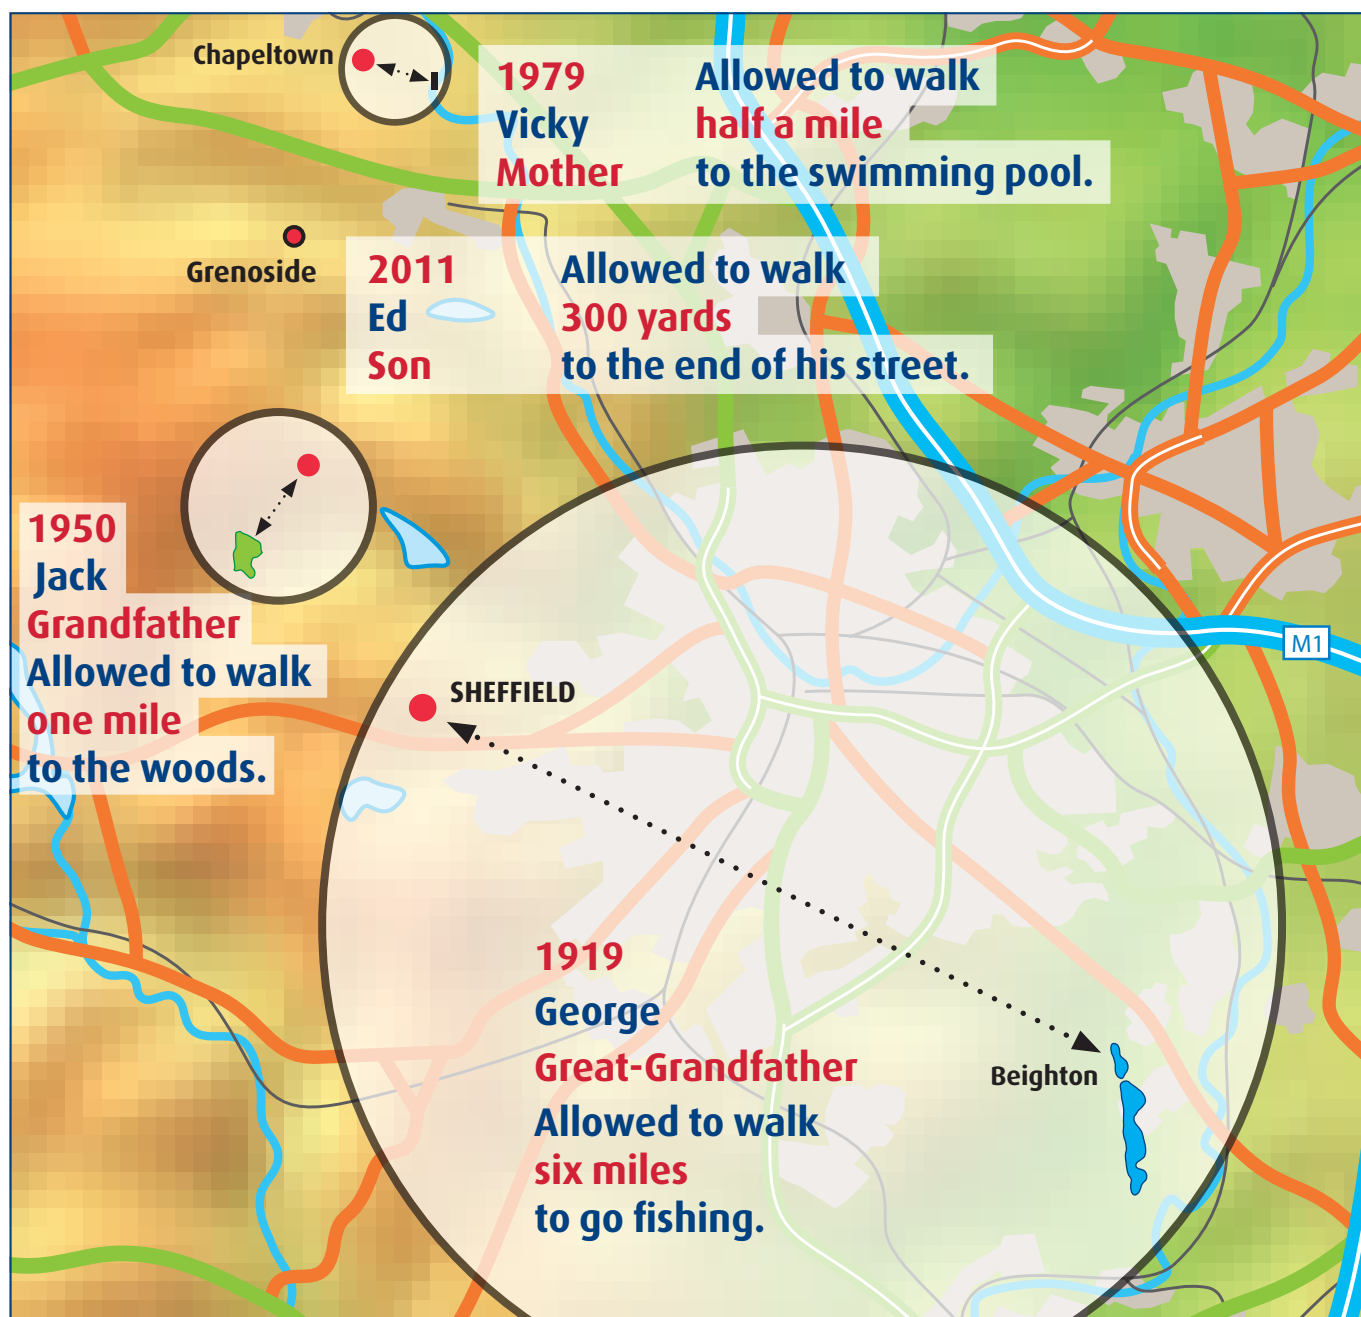 Chapeltown
1979
Vicky
Mother
Allowed to walk
half a mile
to the swimming pool.
Grenoside
2011
Ed
Son
Allowed to walk
300 yards
to the end of his street.
1950
Jack
Grandfather
Allowed to walk
one mile
to the woods.
M1
SHEFFIELD
1919
George
Great-Grandfather
Allowed to walk
six miles
to go fishing.
Beighton